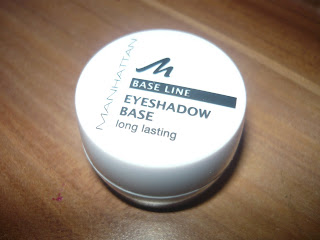 MANHATTAN
M
BASE LINE
EYESHADOW
BASE
long lasting